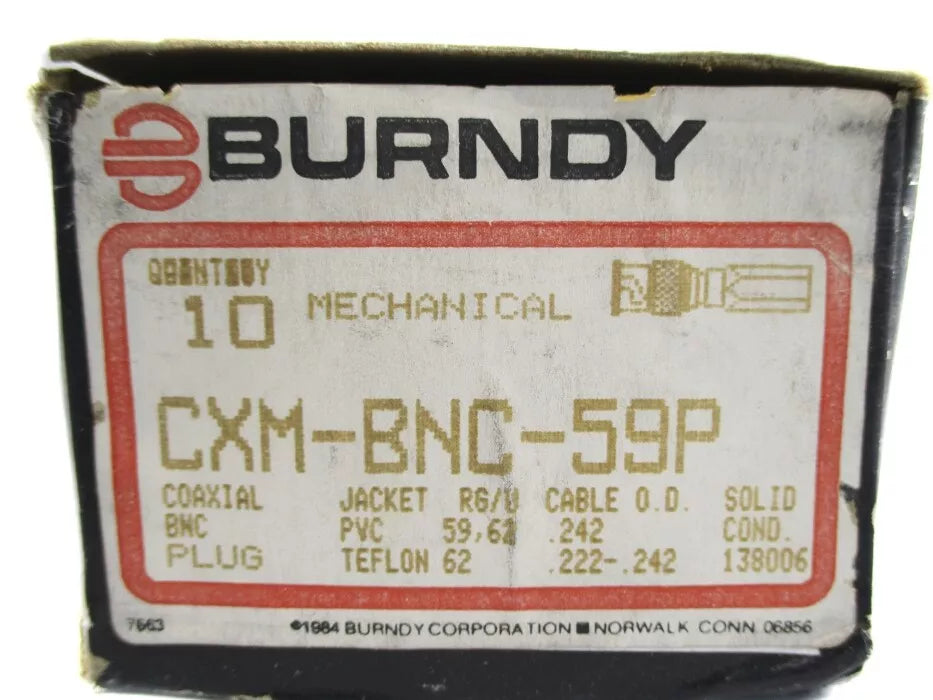 BURNDY
QUANTITY
10 MECHANICAL
CXM-BNC-59P
COAXIAL JACKET RG/U CABLE O.D. SOLID
BNC PVC 59,62 .242 COND.
PLUG TEFLON 62 .222-.242 138006
7663 ©1984 BURNDY CORPORATION ■ NORWALK CONN. 06856